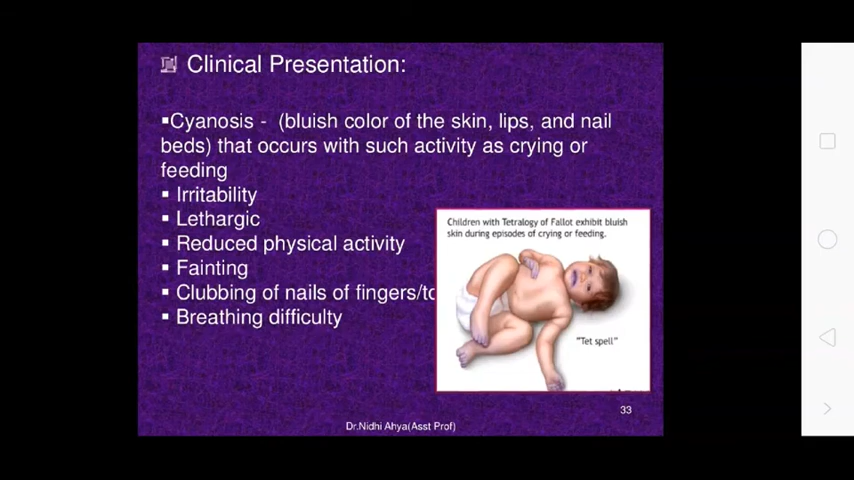 Clinical Presentation:
▪Cyanosis - (bluish color of the skin, lips, and nail
beds) that occurs with such activity as crying or
feeding
▪ Irritability
▪ Lethargic
▪ Reduced physical activity
▪ Fainting
▪ Clubbing of nails of fingers/to
▪ Breathing difficulty
Children with Tetralogy of Fallot exhibit bluish
skin during episodes of crying or feeding.
"Tet spell"
33
Dr.Nidhi Ahya(Asst Prof)